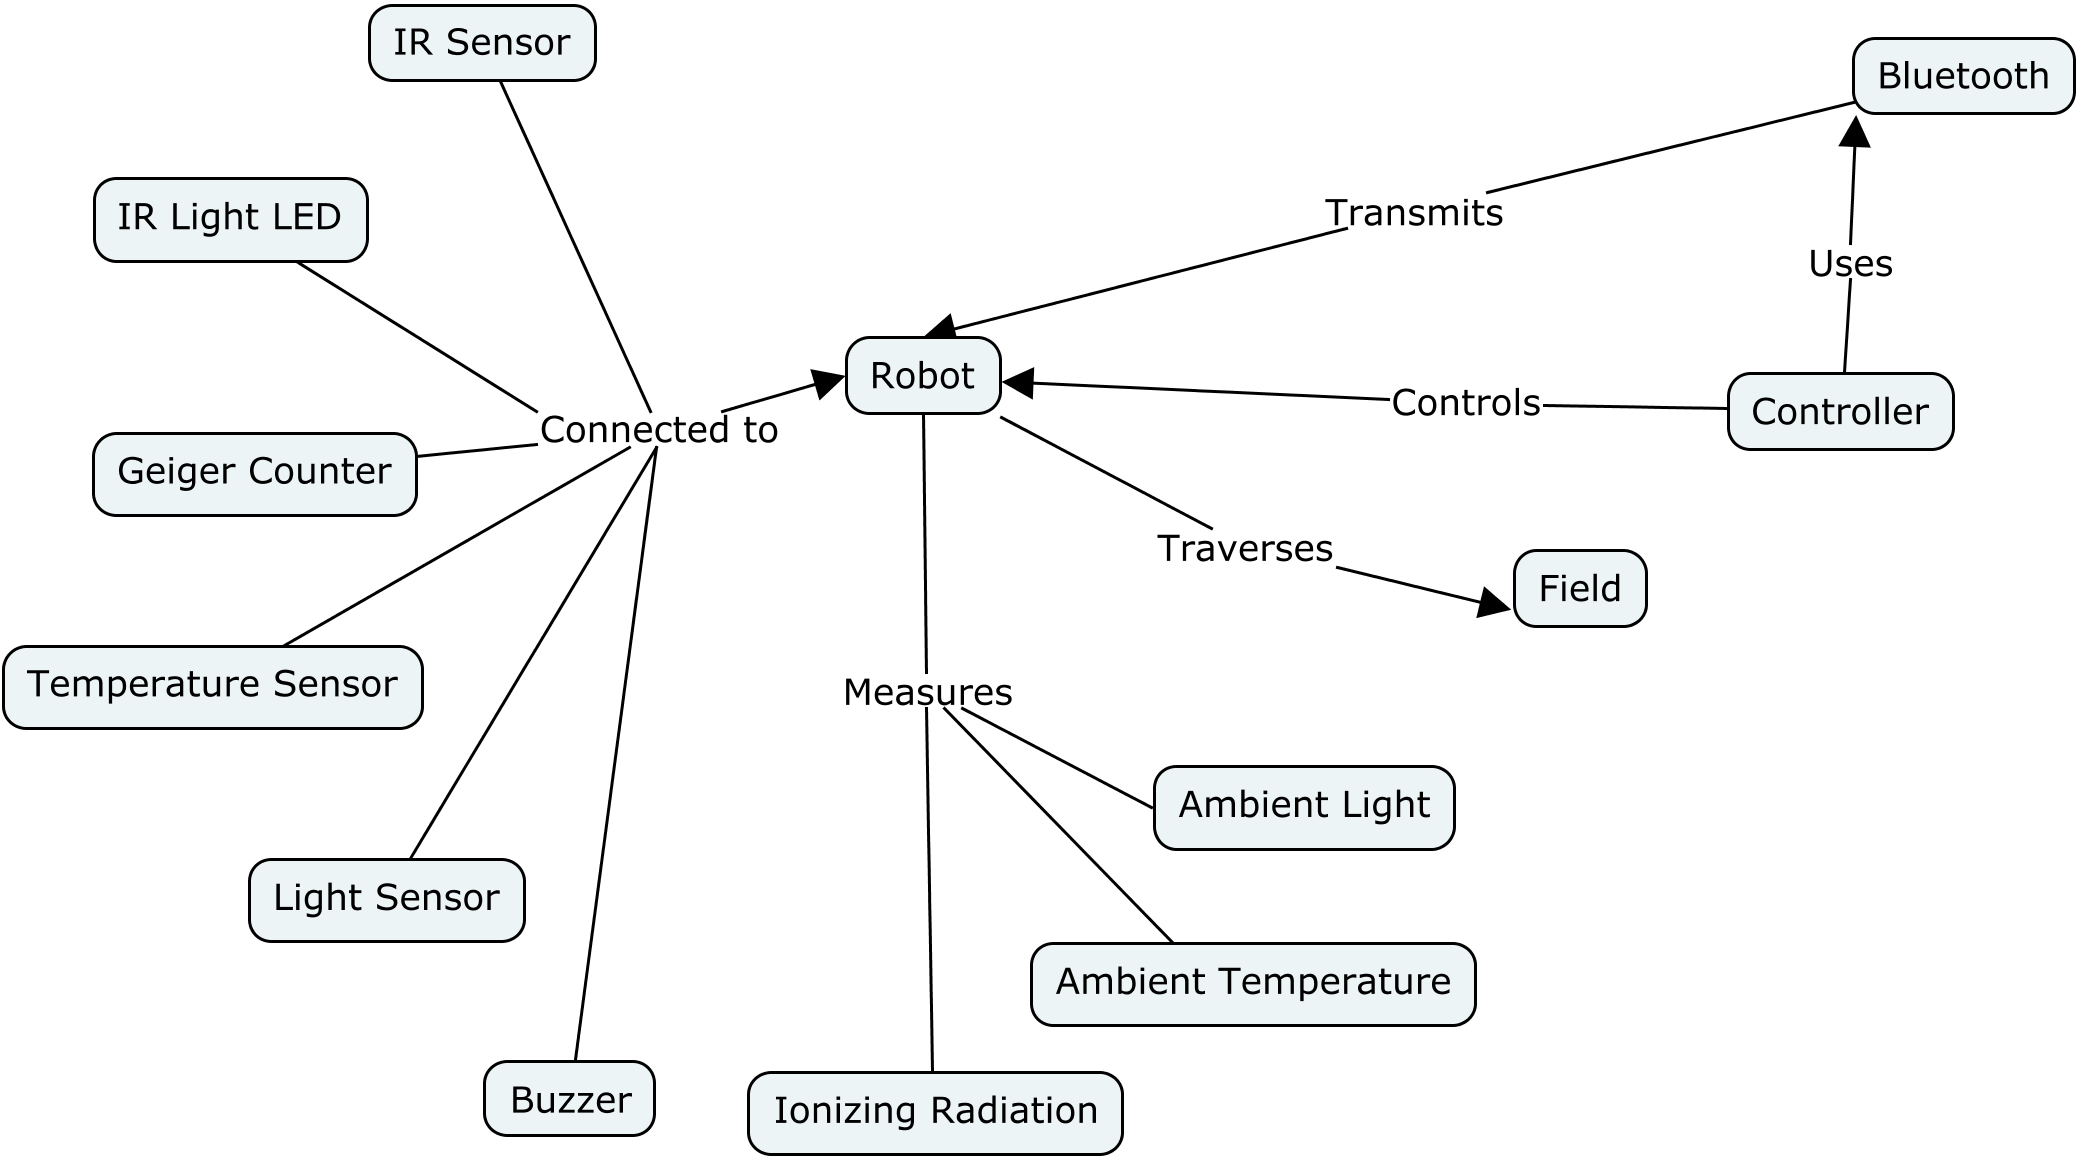 IR Sensor
Bluetooth
IR Light LED
Transmits
Uses
Robot
Controls
Controller
Connected to
Geiger Counter
Traverses
Field
Temperature Sensor
Measures
Ambient Light
Light Sensor
Ambient Temperature
Buzzer
Ionizing Radiation